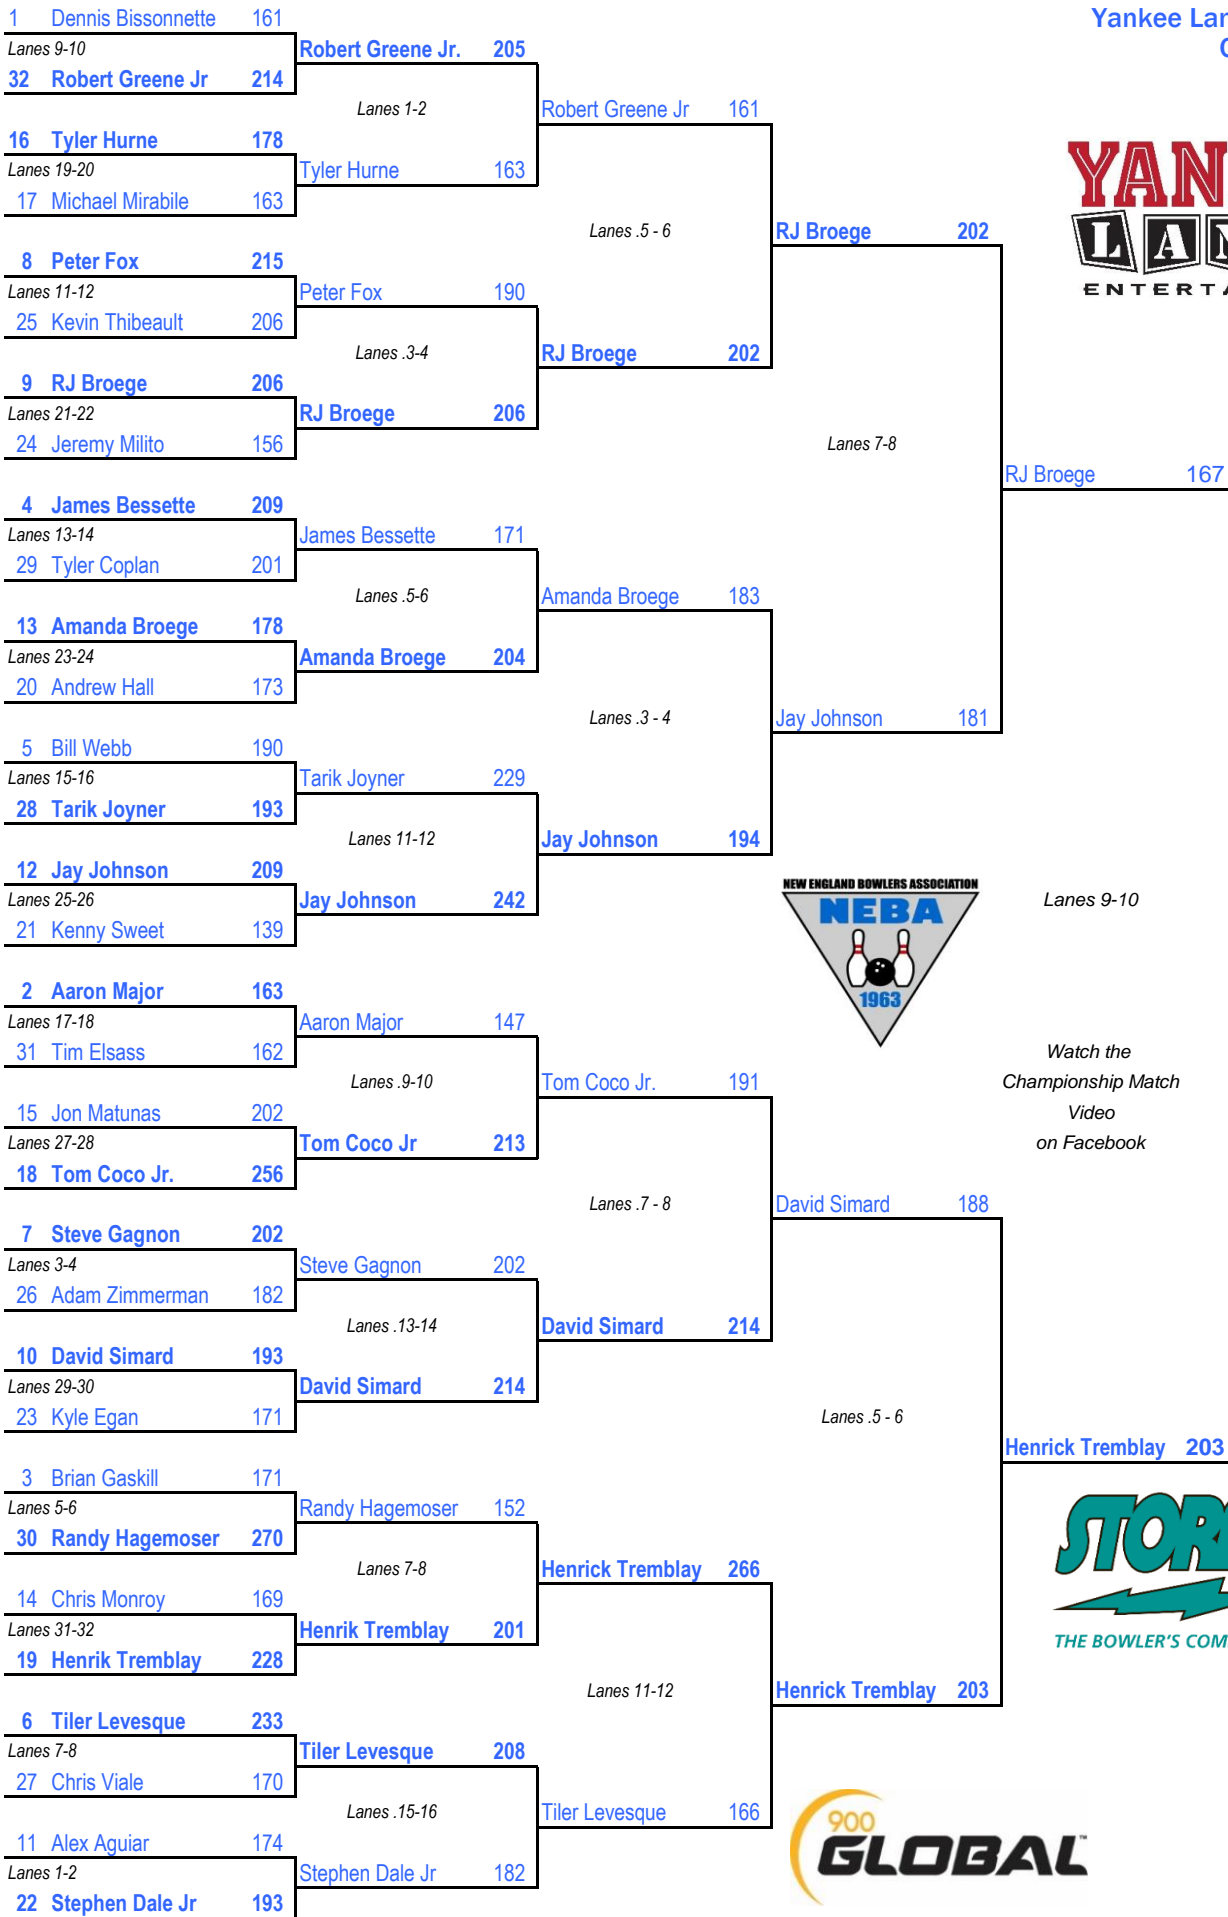 1 Dennis Bissonnette 161
Lanes 9-10
32 Robert Greene Jr 214
16 Tyler Hurne 178
Lanes 19-20
17 Michael Mirabile 163
8 Peter Fox 215
Lanes 11-12
25 Kevin Thibeault 206
9 RJ Broege 206
Lanes 21-22
24 Jeremy Milito 156
4 James Bessette 209
Lanes 13-14
29 Tyler Coplan 201
13 Amanda Broege 178
Lanes 23-24
20 Andrew Hall 173
5 Bill Webb 190
Lanes 15-16
28 Tarik Joyner 193
12 Jay Johnson 209
Lanes 25-26
21 Kenny Sweet 139
2 Aaron Major 163
Lanes 17-18
31 Tim Elsass 162
15 Jon Matunas 202
Lanes 27-28
18 Tom Coco Jr. 256
7 Steve Gagnon 202
Lanes 3-4
26 Adam Zimmerman 182
10 David Simard 193
Lanes 29-30
23 Kyle Egan 171
3 Brian Gaskill 171
Lanes 5-6
30 Randy Hagemoser 270
14 Chris Monroy 169
Lanes 31-32
19 Henrik Tremblay 228
6 Tiler Levesque 233
Lanes 7-8
27 Chris Viale 170
11 Alex Aguiar 174
Lanes 1-2
22 Stephen Dale Jr 193
Robert Greene Jr. 205
Lanes 1-2
Tyler Hurne 163
Peter Fox 190
Lanes .3-4
RJ Broege 206
James Bessette 171
Lanes .5-6
Amanda Broege 204
Tarik Joyner 229
Lanes 11-12
Jay Johnson 242
Aaron Major 147
Lanes .9-10
Tom Coco Jr 213
Steve Gagnon 202
Lanes .13-14
David Simard 214
Randy Hagemoser 152
Lanes 7-8
Henrik Tremblay 201
Tiler Levesque 208
Lanes .15-16
Stephen Dale Jr 182
Robert Greene Jr 161
Lanes .5 - 6
RJ Broege 202
Amanda Broege 183
Lanes .3 - 4
Jay Johnson 194
Tom Coco Jr. 191
Lanes .7 - 8
David Simard 214
Henrick Tremblay 266
Lanes 11-12
Tiler Levesque 166
RJ Broege 202
Lanes 7-8
Jay Johnson 181
David Simard 188
Lanes .5 - 6
Henrick Tremblay 203
RJ Broege 167
Lanes 9-10
Watch the
Championship Match
Video
on Facebook
Henrick Tremblay 203
Yankee Lan
YAN
LA
ENTERTA
NEW ENGLAND BOWLERS ASSOCIATION
NEBA
1963
STOR
THE BOWLER'S COM
900
GLOBAL™